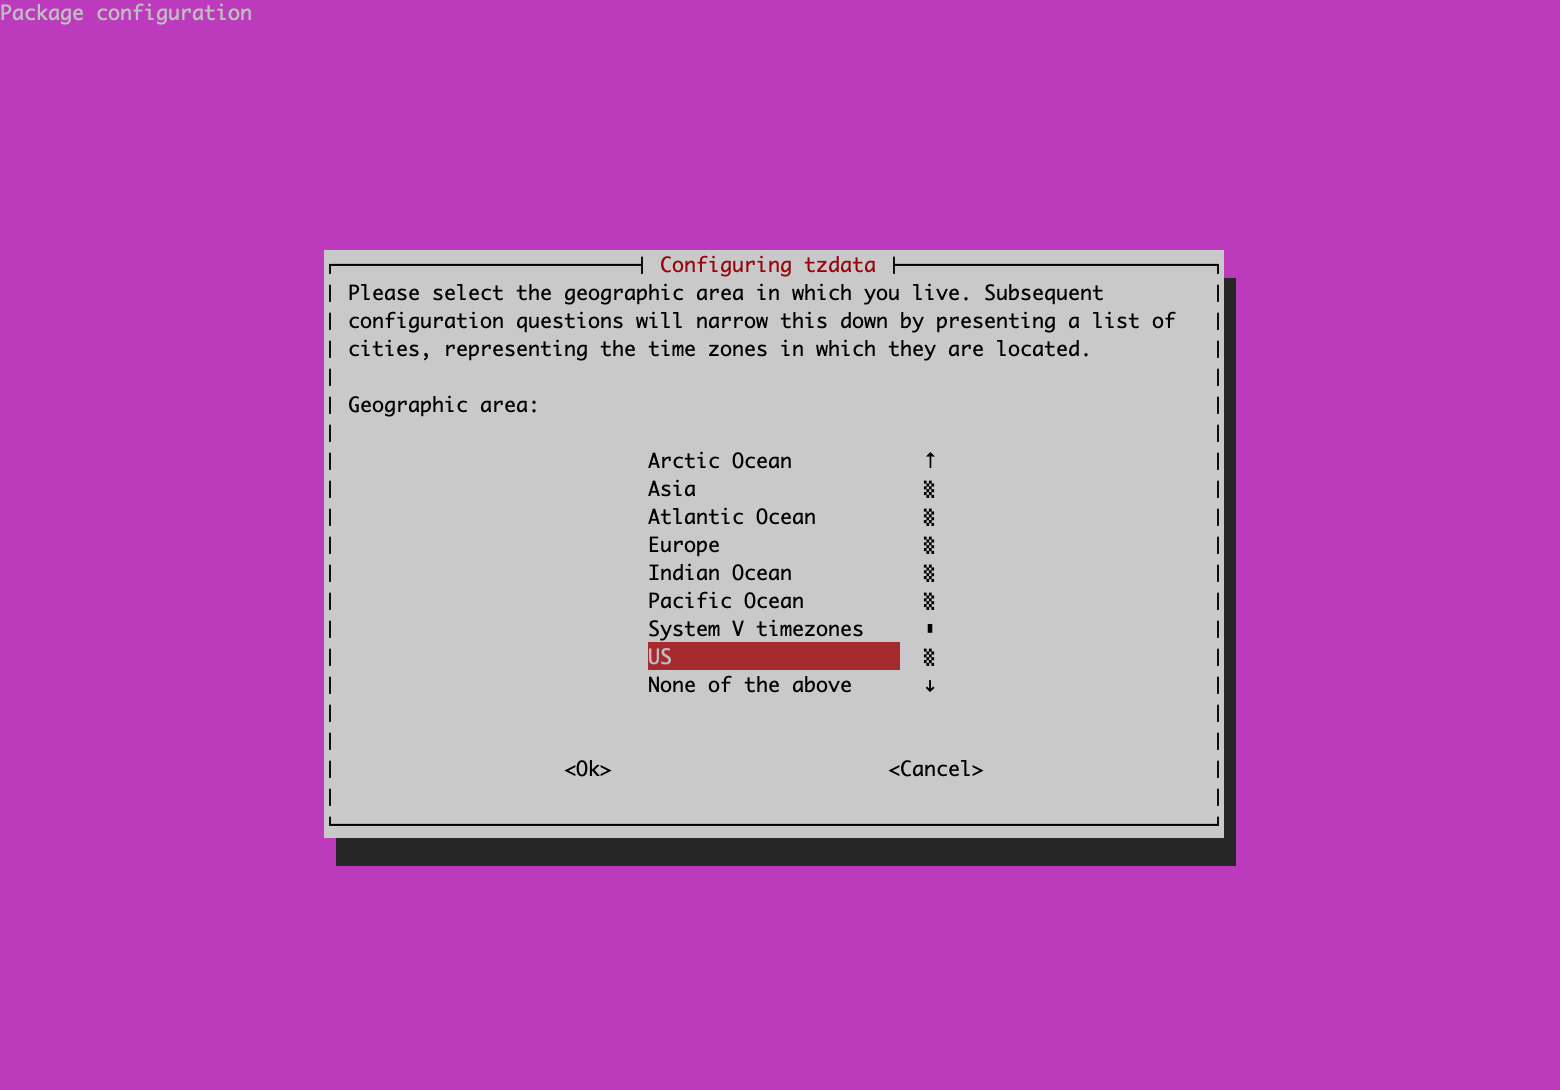 Package configuration
Configuring tzdata
Please select the geographic area in which you live. Subsequent
configuration questions will narrow this down by presenting a list of
cities, representing the time zones in which they are located.
Geographic area:
Arctic Ocean
Asia
Atlantic Ocean
Europe
Indian Ocean
Pacific Ocean
System V timezones
US
None of the above
<Ok> <Cancel>